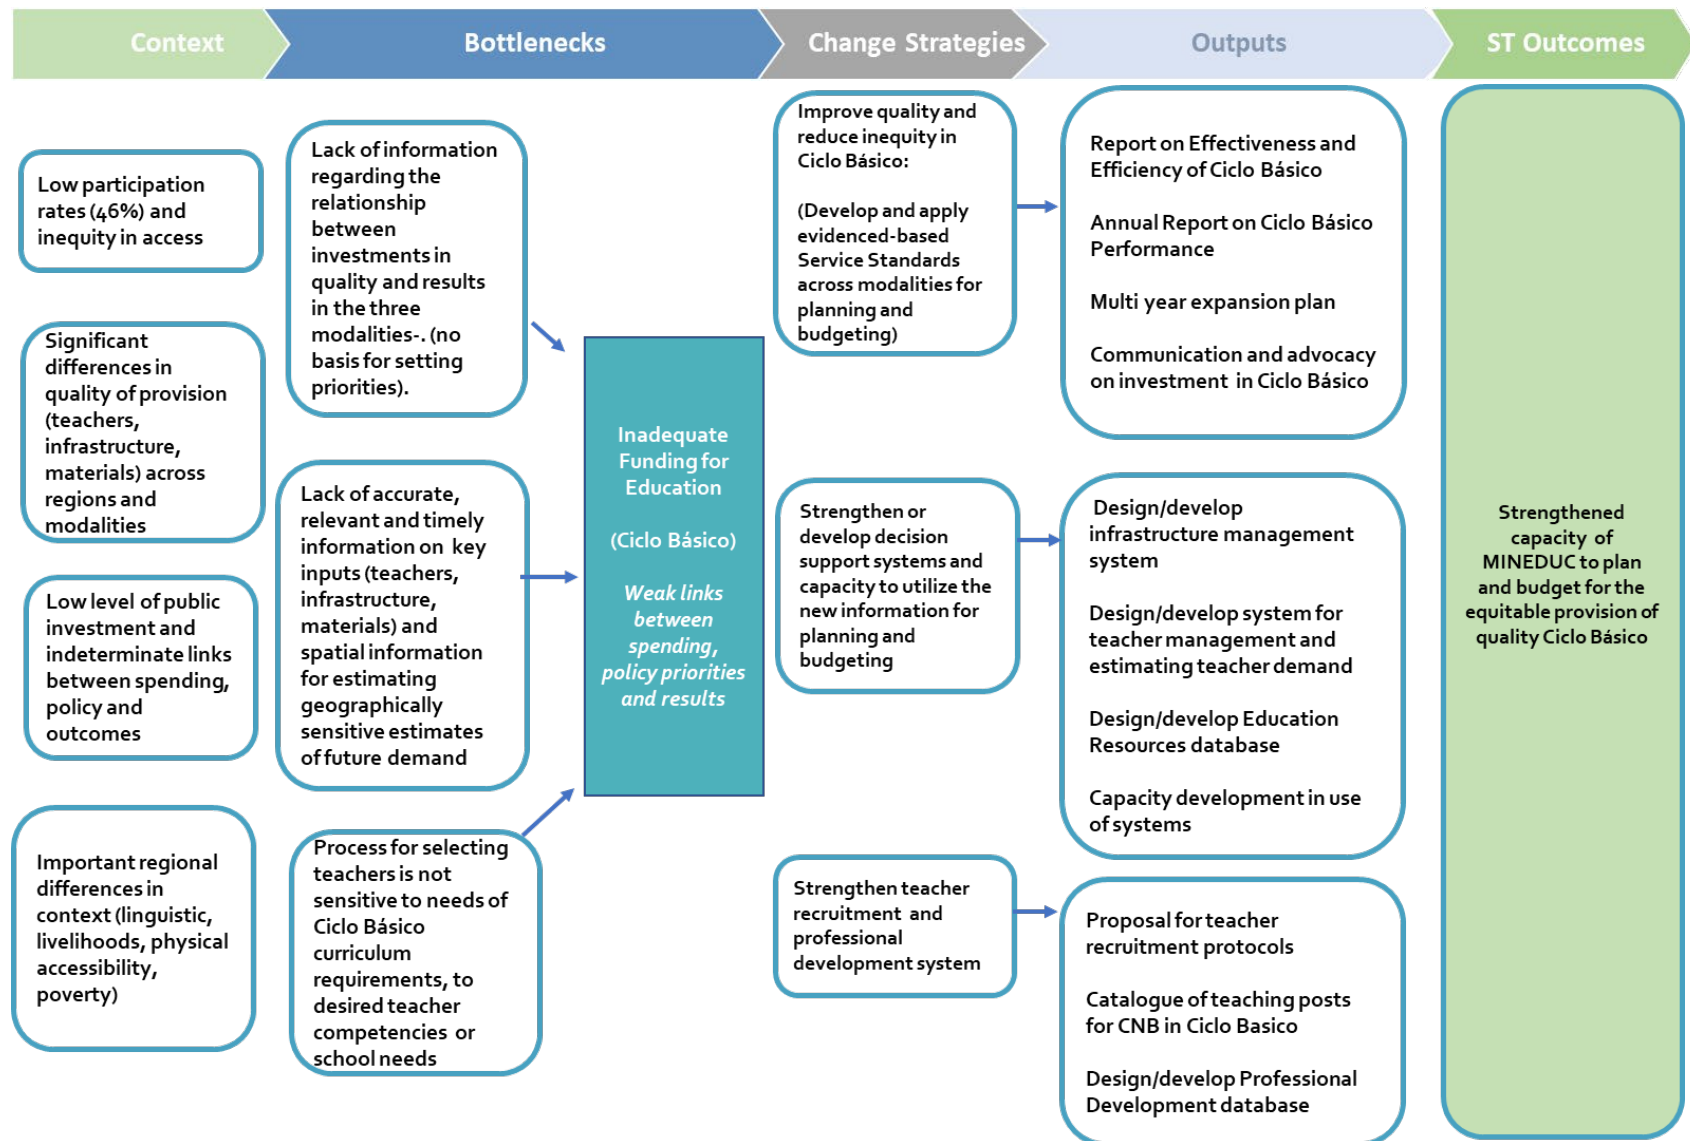 Context
Bottlenecks
Change Strategies
Outputs
ST Outcomes
Low participation
rates (46%) and
inequity in access
Significant
differences in
quality of provision
(teachers,
infrastructure,
materials) across
regions and
modalities
Low level of public
investment and
indeterminate links
between spending,
policy and
outcomes
Important regional
differences in
context (linguistic,
livelihoods, physical
accessibility,
poverty)
Lack of information
regarding the
relationship
between
investments in
quality and results
in the three
modalities-. (no
basis for setting
priorities).
Lack of accurate,
relevant and timely
information on key
inputs (teachers,
infrastructure,
materials) and
spatial information
for estimating
geographically
sensitive estimates
of future demand
Process for selecting
teachers is not
sensitive to needs of
Ciclo Básico
curriculum
requirements, to
desired teacher
competencies or
school needs
Inadequate
Funding for
Education
(Ciclo Básico)
Weak links
between
spending,
policy priorities
and results
Improve quality and
reduce inequity in
Ciclo Básico:
(Develop and apply
evidenced-based
Service Standards
across modalities for
planning and
budgeting)
Strengthen or
develop decision
support systems and
capacity to utilize the
new information for
planning and
budgeting
Strengthen teacher
recruitment and
professional
development system
Report on Effectiveness and
Efficiency of Ciclo Básico
Annual Report on Ciclo Básico
Performance
Multi year expansion plan
Communication and advocacy
on investment in Ciclo Básico
Design/develop
infrastructure management
system
Design/develop system for
teacher management and
estimating teacher demand
Design/develop Education
Resources database
Capacity development in use
of systems
Proposal for teacher
recruitment protocols
Catalogue of teaching posts
for CNB in Ciclo Basico
Design/develop Professional
Development database
Strengthened
capacity of
MINEDUC to plan
and budget for the
equitable provision of
quality Ciclo Básico